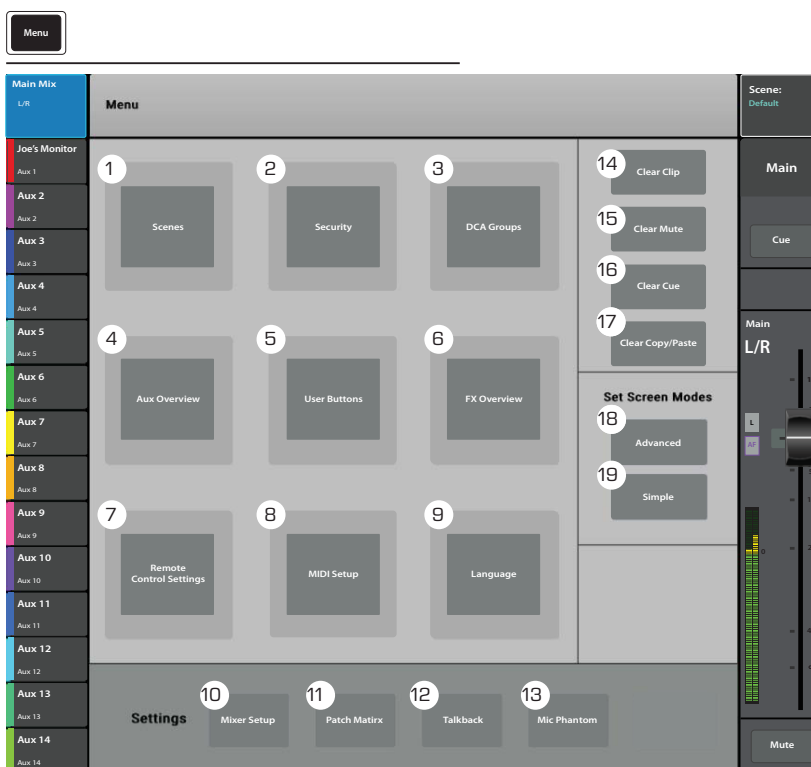 Menu
Main Mix
L/R
Menu
Scene:
Default
Joe's Monitor
Aux 1
Aux 2
Aux 2
Aux 3
Aux 3
Aux 4
Aux 4
Aux 5
Aux 5
Aux 6
Aux 6
Aux 7
Aux 7
Aux 8
Aux 8
Aux 9
Aux 9
Aux 10
Aux 10
Aux 11
Aux 11
Aux 12
Aux 12
Aux 13
Aux 13
Aux 14
Aux 14
1
Scenes
2
Security
3
DCA Groups
4
Aux Overview
5
User Buttons
6
FX Overview
7
Remote
Control Settings
8
MIDI Setup
9
Language
14
Clear Clip
15
Clear Mute
16
Clear Cue
17
Clear Copy/Paste
Set Screen Modes
18
Advanced
19
Simple
Settings
10
Mixer Setup
11
Patch Matirx
12
Talkback
13
Mic Phantom
Main
Cue
Main
L/R
L
AF
0
Mute